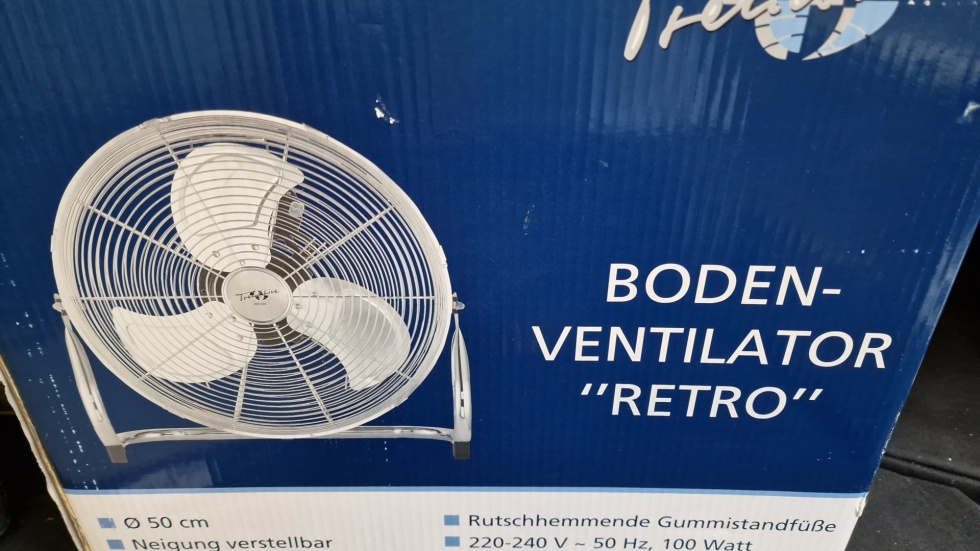 BODEN-
VENTILATOR
"RETRO"
Ø 50 cm
Neigung verstellbar
Rutschhemmende Gummistandfüße
220-240 V ~ 50 Hz, 100 Watt